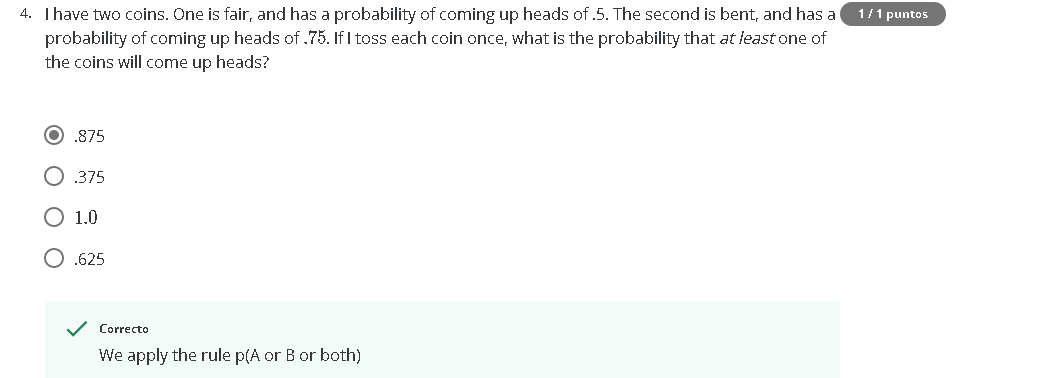 4. I have two coins. One is fair, and has a probability of coming up heads of .5. The second is bent, and has a
1 / 1 puntos
probability of coming up heads of .75. If I toss each coin once, what is the probability that at least one of
the coins will come up heads?
.875
.375
1.0
.625
Correcto
We apply the rule p(A or B or both)